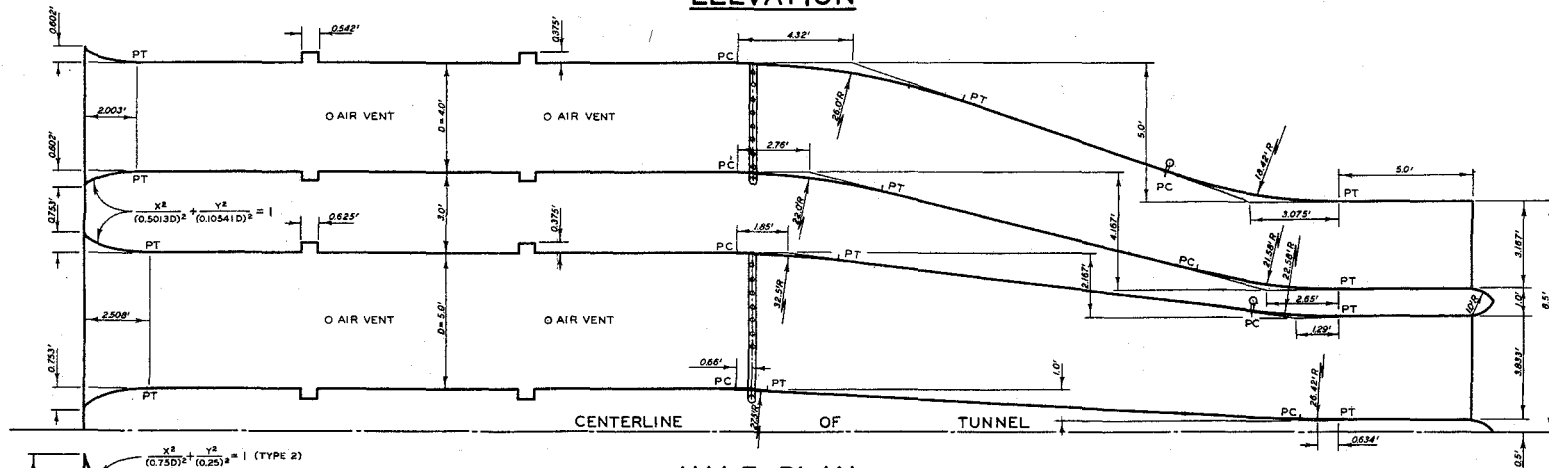 ELEVATION
0.602'
PT
0.542'
0.375'
PC
4.32'
2.003'
AIR VENT
D=4.0'
AIR VENT
26.0'R
PT
5.0'
PC
18.42'R
5.0'
PT
3.075'
0.602'
PT
PC
2.76'
22.0'R
PT
X²/(0.5013D)² + Y²/(0.10541D)² = 1
0.753'
0.625'
3.0'
0.375'
PT
PC
1.85'
32.5'R
PT
4.167'
2.167'
PC
21.58'R
22.58'R
PT
2.65'
PT
PC
1.29'
3.167'
1.0'
1.0'R
8.5'
2.508'
AIR VENT
D=5.0'
AIR VENT
3.833'
0.753'
PT
0.66'
PC
PT
1.0'
PC
26.421'R
PT
0.634'
0.5'
CENTERLINE OF TUNNEL
X²/(0.75D)² + Y²/(0.25)² = 1 (TYPE 2)